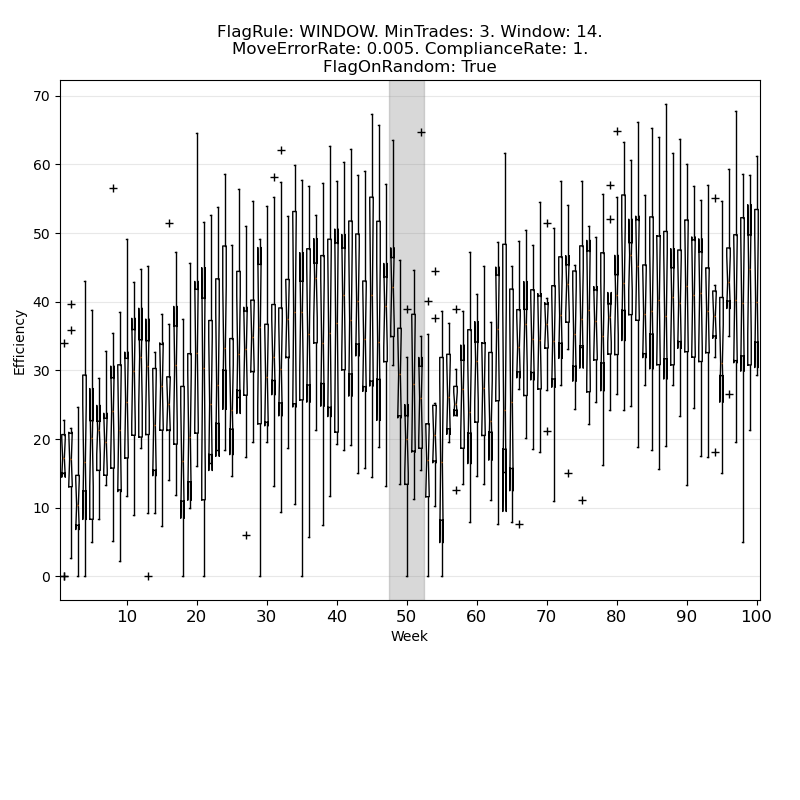 FlagRule: WINDOW. MinTrades: 3. Window: 14.
MoveErrorRate: 0.005. ComplianceRate: 1.
FlagOnRandom: True
70
60
50
40
30
20
10
0
Efficiency
10 20 30 40 50 60 70 80 90 100
Week